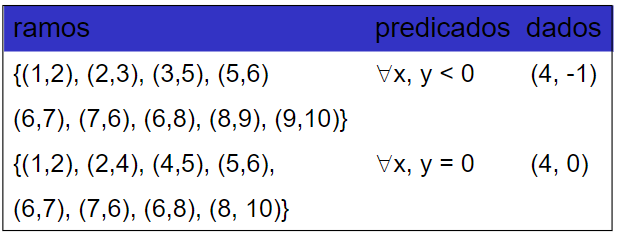 ramos predicados dados
{(1,2), (2,3), (3,5), (5,6) ∀x, y < 0 (4, -1)
(6,7), (7,6), (6,8), (8,9), (9,10)}
{(1,2), (2,4), (4,5), (5,6), ∀x, y = 0 (4, 0)
(6,7), (7,6), (6,8), (8, 10)}